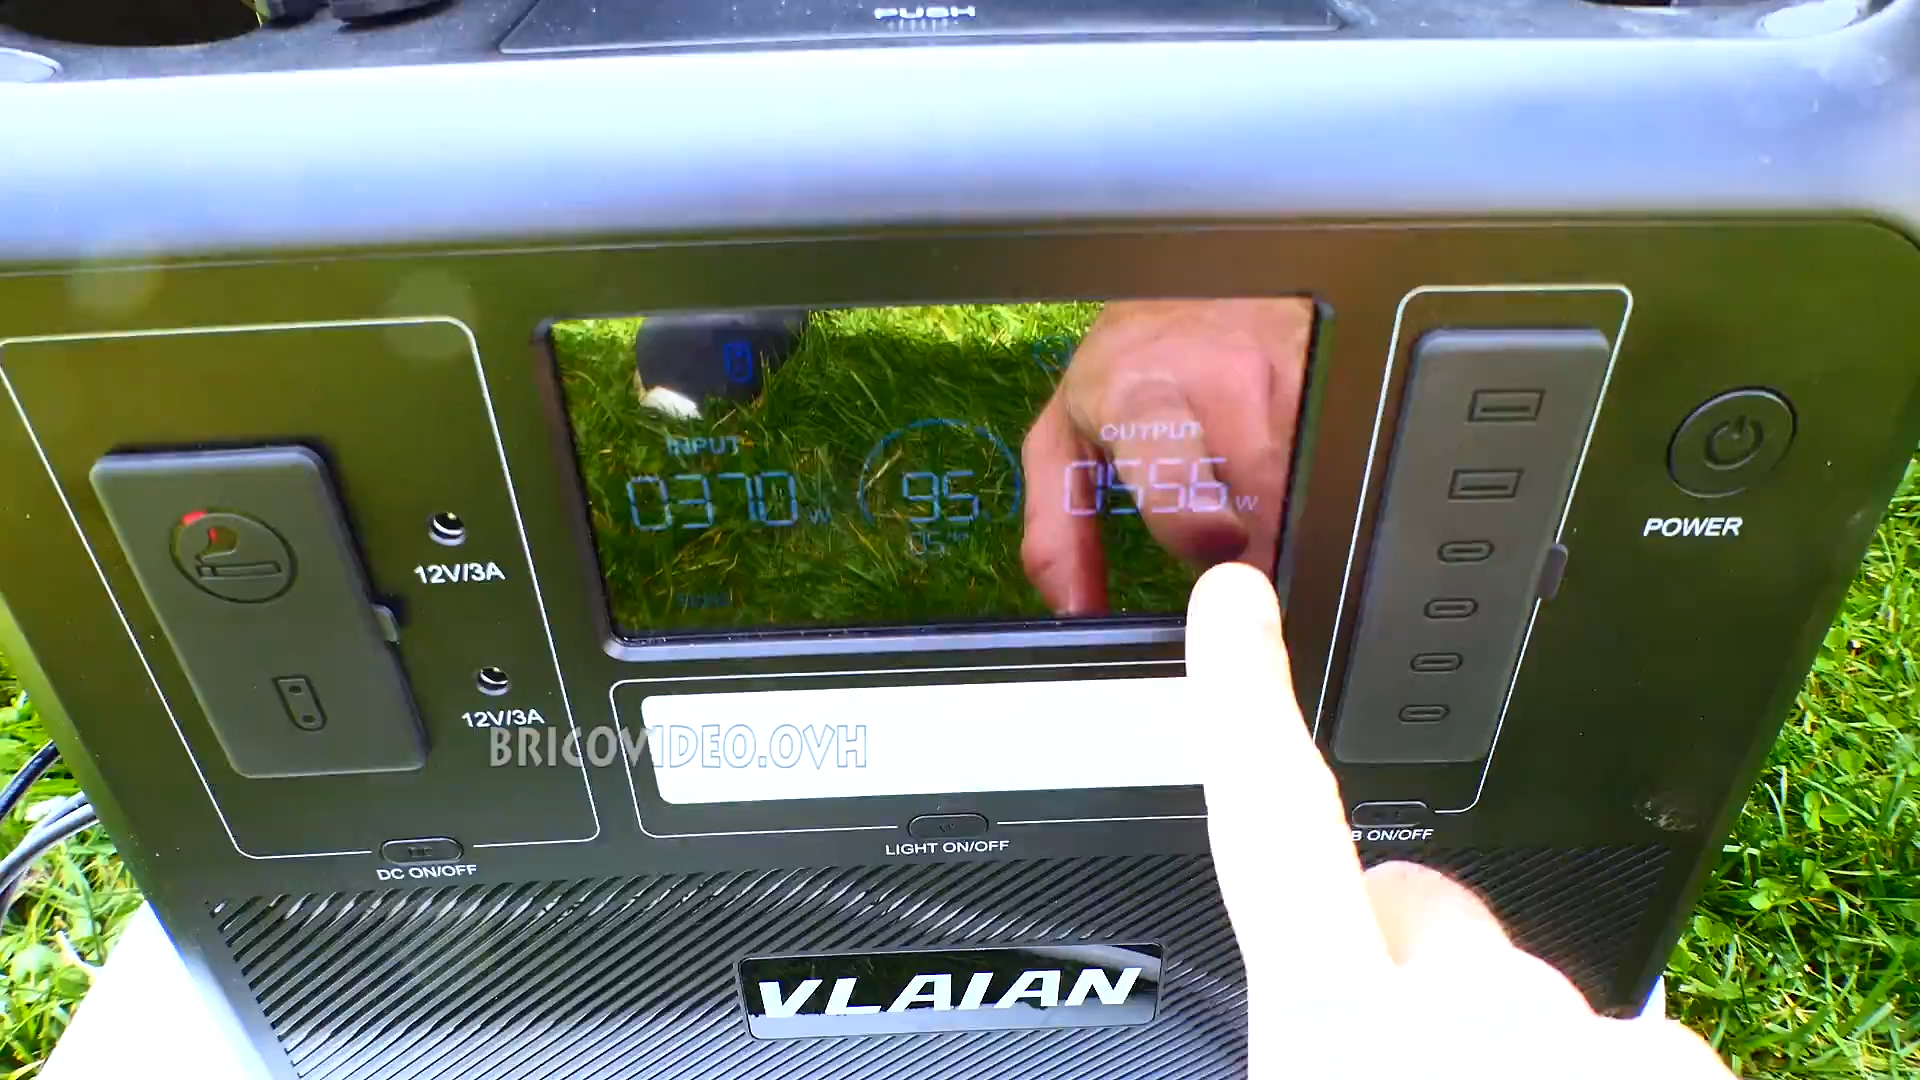 PUSH
INPUT
OUTPUT
0370 W
95
0556 W
12V/3A
POWER
12V/3A
BRICOVIDEO.OVH
B ON/OFF
LIGHT ON/OFF
DC ON/OFF
VLAIAN